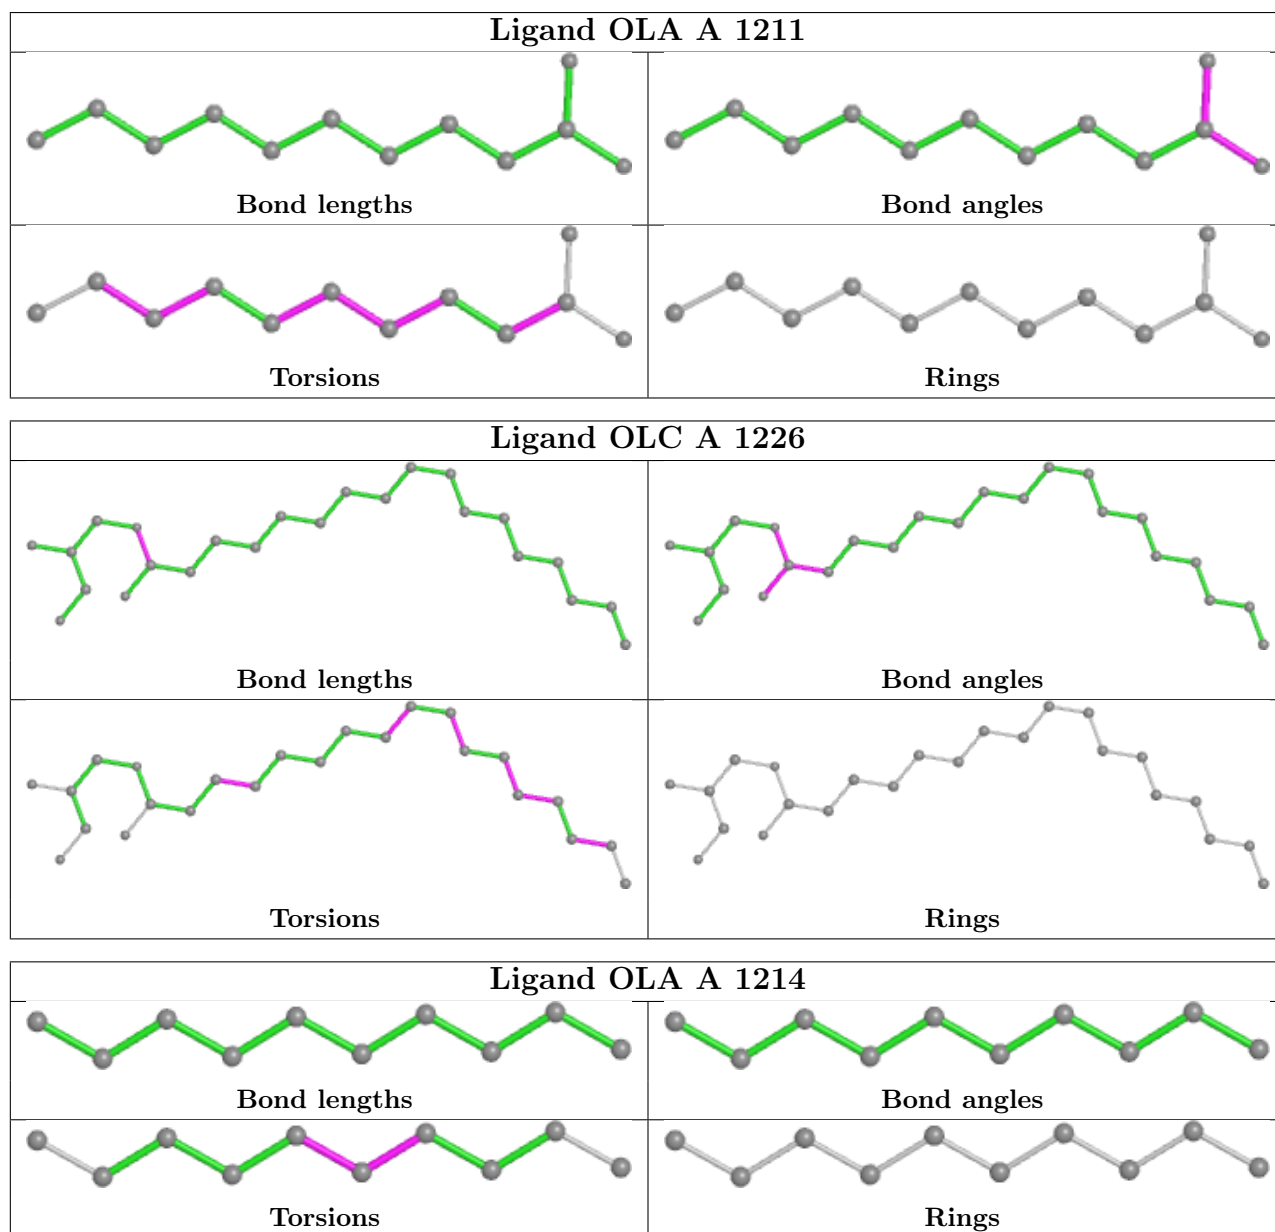 Ligand OLA A 1211
Bond lengths
Bond angles
Torsions
Rings
Ligand OLC A 1226
Bond lengths
Bond angles
Torsions
Rings
Ligand OLA A 1214
Bond lengths
Bond angles
Torsions
Rings